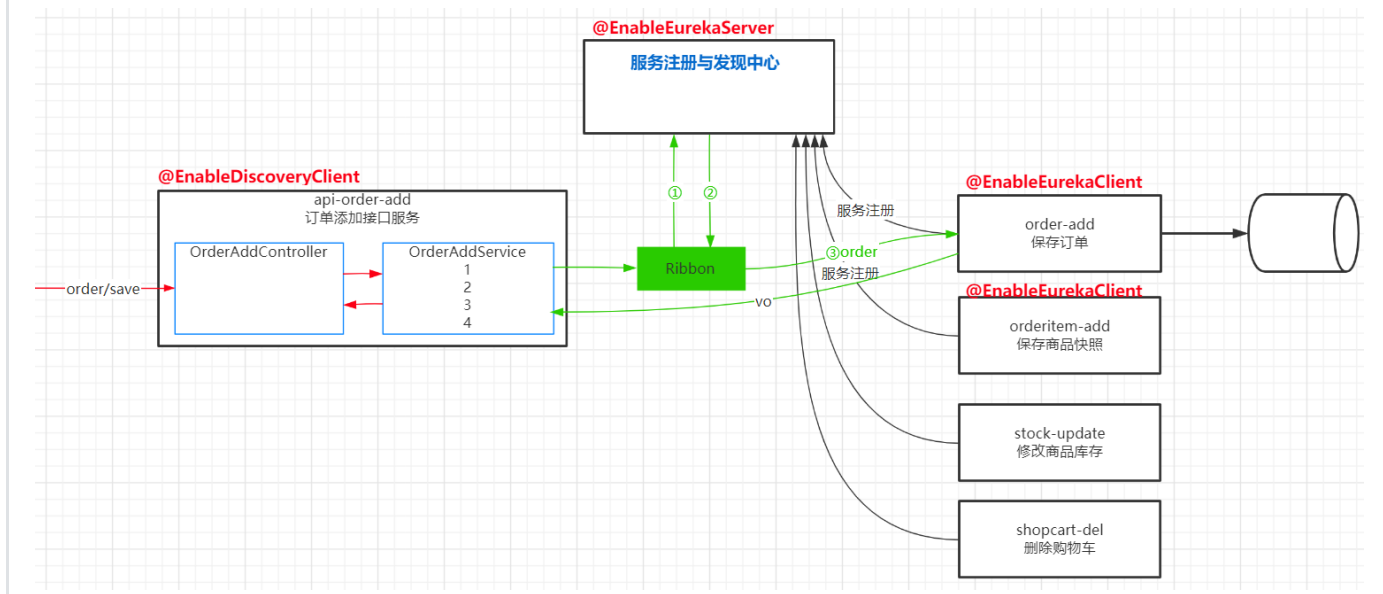 @EnableEurekaServer
服务注册与发现中心
@EnableDiscoveryClient
api-order-add
订单添加接口服务
OrderAddController
OrderAddService
1
2
3
4
order/save
①
②
Ribbon
服务注册
③order
服务注册
vo
@EnableEurekaClient
order-add
保存订单
@EnableEurekaClient
orderitem-add
保存商品快照
stock-update
修改商品库存
shopcart-del
删除购物车